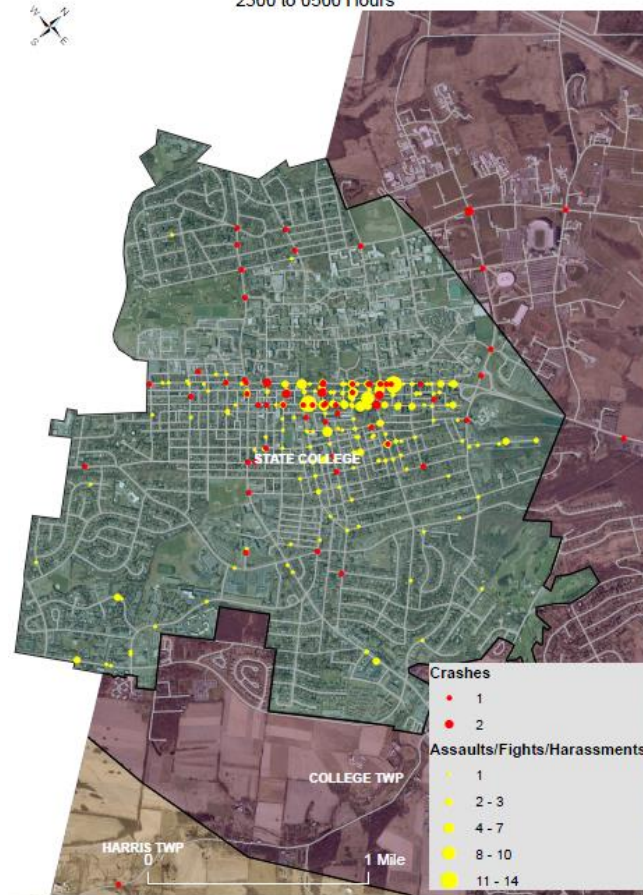 2300 to 0500 Hours
N
W
E
S
STATE COLLEGE
Crashes
1
2
Assaults/Fights/Harassments
1
2 - 3
4 - 7
8 - 10
11 - 14
COLLEGE TWP
HARRIS TWP
0
1 Mile